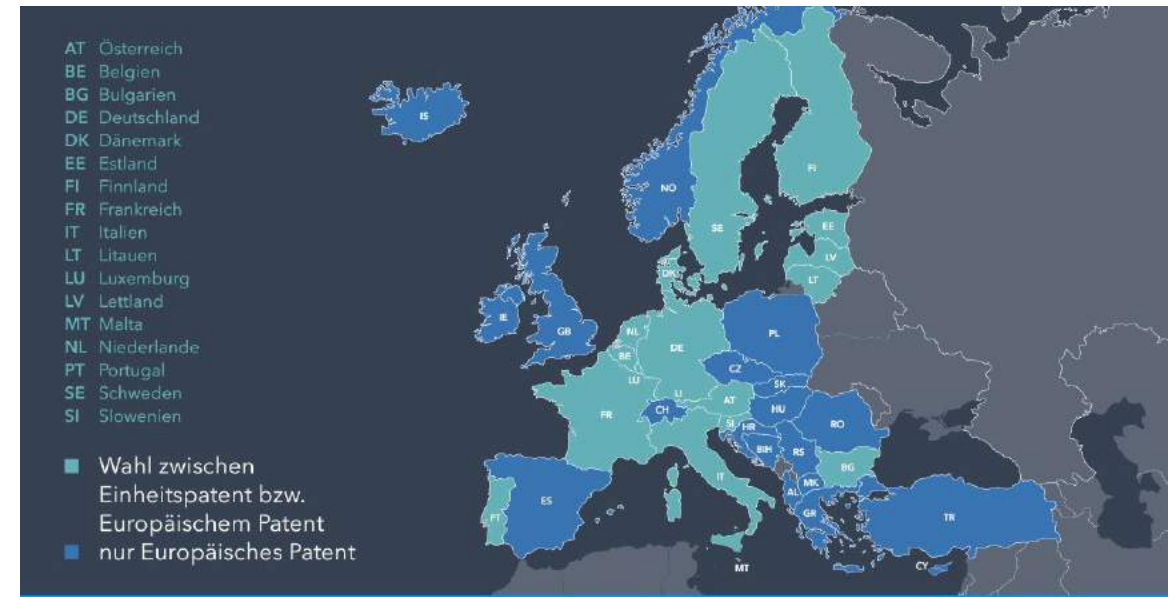 AT Österreich
BE Belgien
BG Bulgarien
DE Deutschland
DK Dänemark
EE Estland
FI Finnland
FR Frankreich
IT Italien
LT Litauen
LU Luxemburg
LV Lettland
MT Malta
NL Niederlande
PT Portugal
SE Schweden
SI Slowenien
Wahl zwischen
Einheitspatent bzw.
Europäischem Patent
nur Europäisches Patent
IS
NO
FI
SE
EE
LV
LT
DK
IE
GB
NL
BE
DE
PL
LU
CZ
SK
LI
CH
AT
HU
FR
SI
HR
RO
BIH
RS
BG
IT
MK
AL
GR
ES
PT
TR
MT
CY